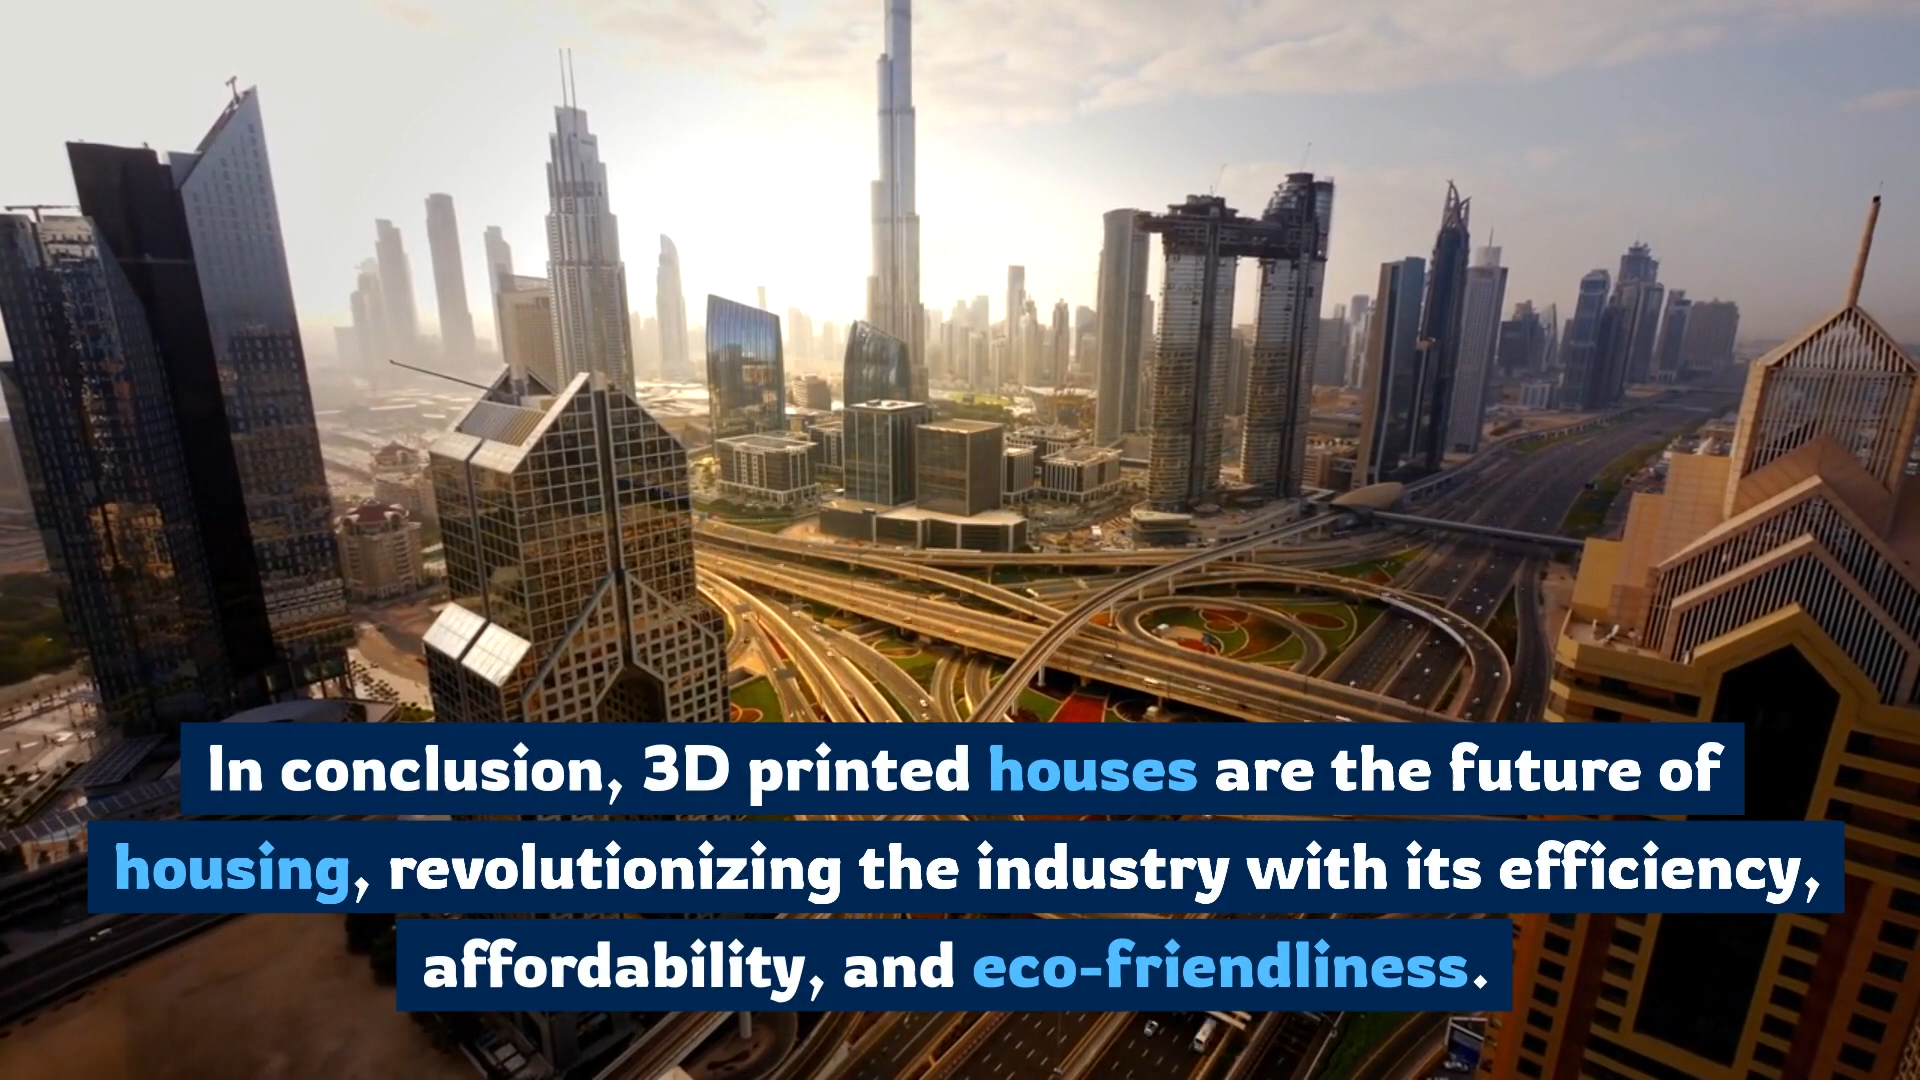 In conclusion, 3D printed houses are the future of
housing, revolutionizing the industry with its efficiency,
affordability, and eco-friendliness.